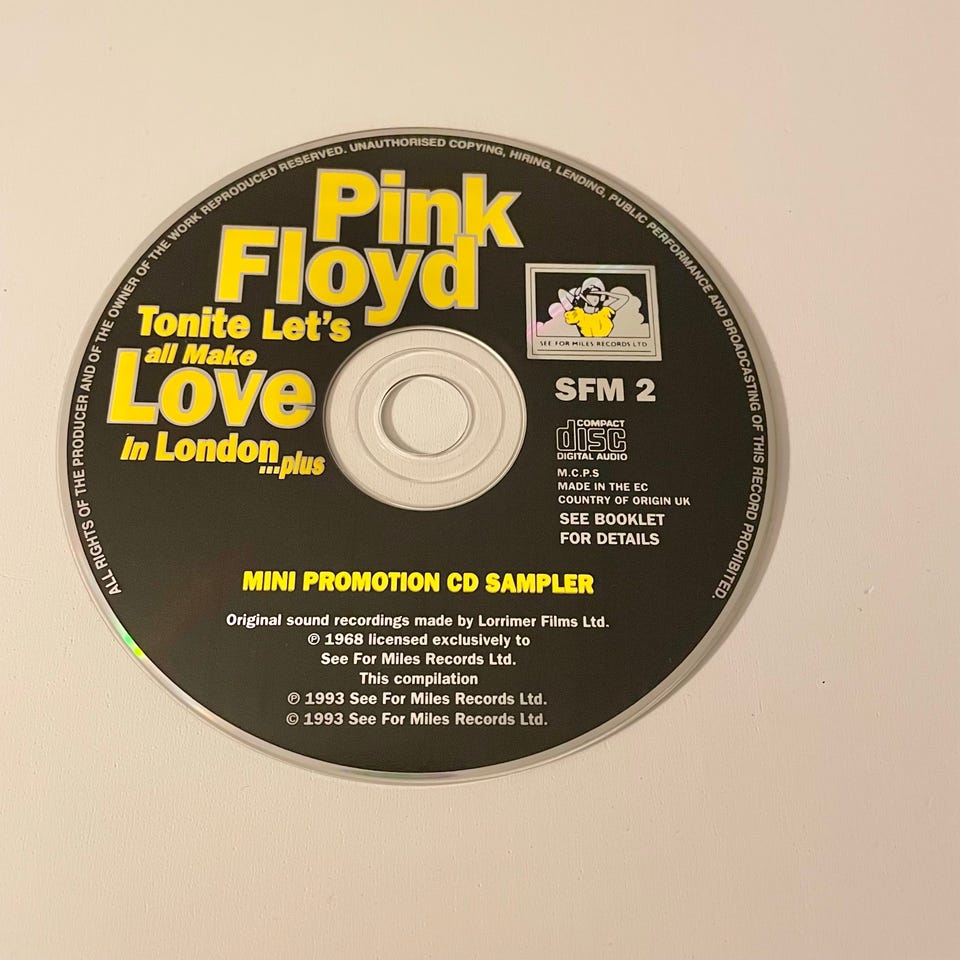 ALL RIGHTS OF THE PRODUCER AND OF THE OWNER OF THE WORK REPRODUCED RESERVED. UNAUTHORISED COPYING, HIRING, LENDING, PUBLIC PERFORMANCE AND BROADCASTING OF THIS RECORD PROHIBITED.
Pink
Floyd
Tonite Let's
all Make
Love
In London
...plus
SEE FOR MILES RECORDS LTD
SFM 2
COMPACT
disc
DIGITAL AUDIO
M.C.P.S
MADE IN THE EC
COUNTRY OF ORIGIN UK
SEE BOOKLET
FOR DETAILS
MINI PROMOTION CD SAMPLER
Original sound recordings made by Lorrimer Films Ltd.
℗ 1968 licensed exclusively to
See For Miles Records Ltd.
This compilation
℗ 1993 See For Miles Records Ltd.
© 1993 See For Miles Records Ltd.